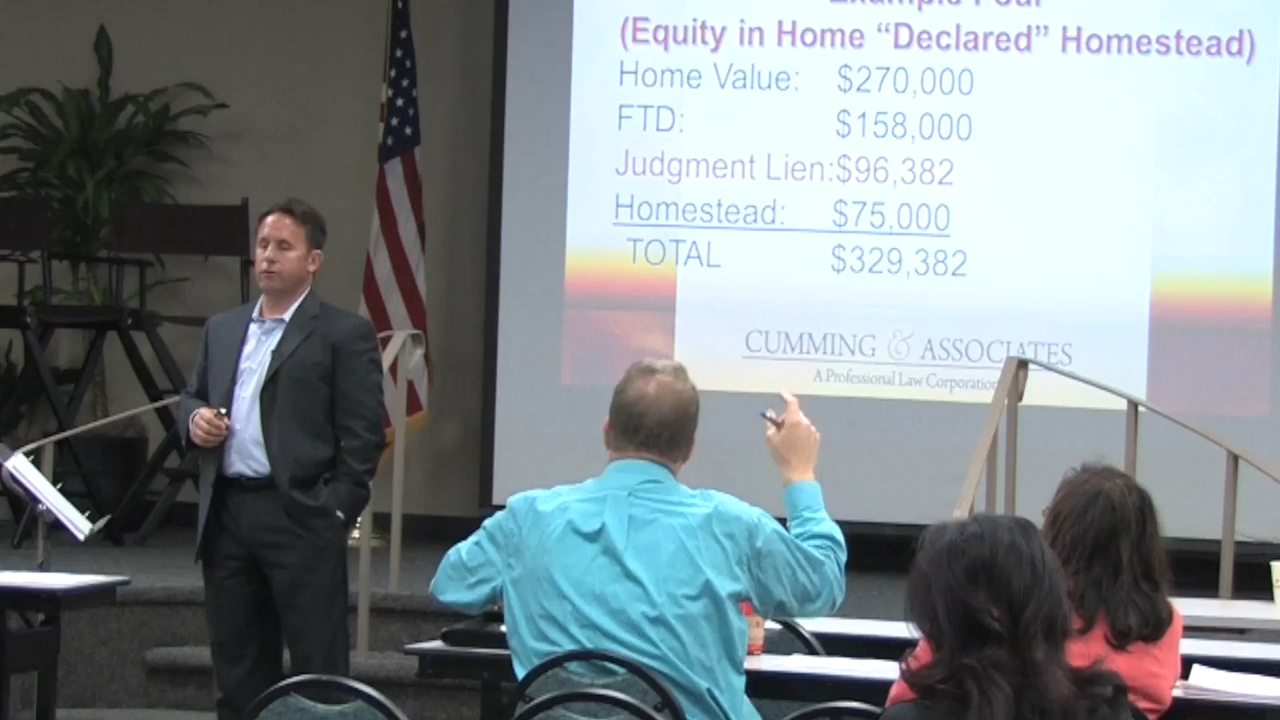 (Equity in Home “Declared” Homestead)
Home Value: $270,000
FTD: $158,000
Judgment Lien:$96,382
Homestead: $75,000
TOTAL $329,382
CUMMING & ASSOCIATES
A Professional Law Corporation